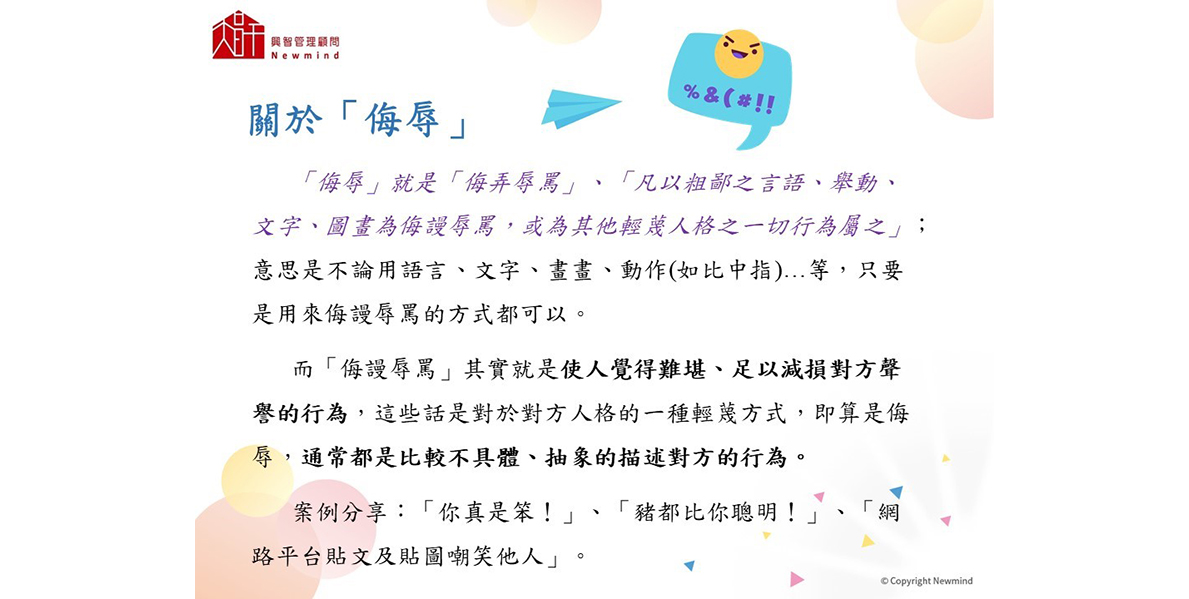 興智管理顧問
Newmind
%&(#!!
關於「侮辱」
「侮辱」就是「侮弄辱罵」、「凡以粗鄙之言語、舉動、
文字、圖畫為侮謾辱罵，或為其他輕蔑人格之一切行為屬之」；
意思是不論用語言、文字、畫畫、動作(如比中指)…等，只要
是用來侮謾辱罵的方式都可以。
而「侮謾辱罵」其實就是使人覺得難堪、足以減損對方聲
譽的行為，這些話是對於對方人格的一種輕蔑方式，即算是侮
辱，通常都是比較不具體、抽象的描述對方的行為。
案例分享：「你真是笨！」、「豬都比你聰明！」、「網
路平台貼文及貼圖嘲笑他人」。
© Copyright Newmind